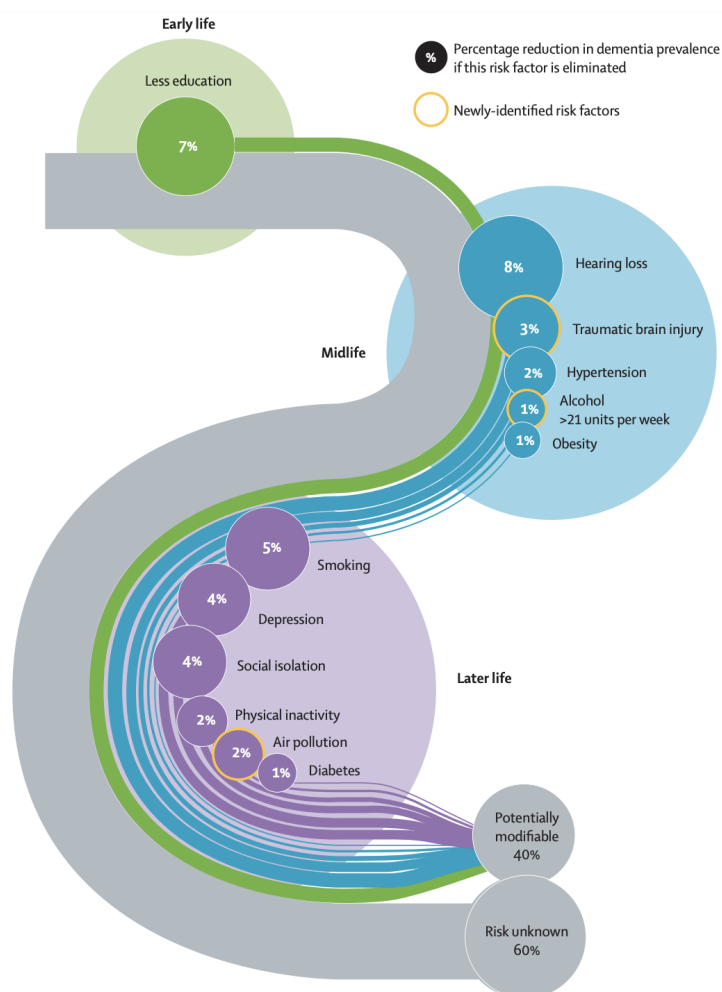 Early life
Less education
7%
%
Percentage reduction in dementia prevalence
if this risk factor is eliminated
Newly-identified risk factors
Midlife
8%
Hearing loss
3%
Traumatic brain injury
2%
Hypertension
1%
Alcohol
>21 units per week
1%
Obesity
Later life
5%
Smoking
4%
Depression
4%
Social isolation
2%
Physical inactivity
2%
Air pollution
1%
Diabetes
Potentially
modifiable
40%
Risk unknown
60%